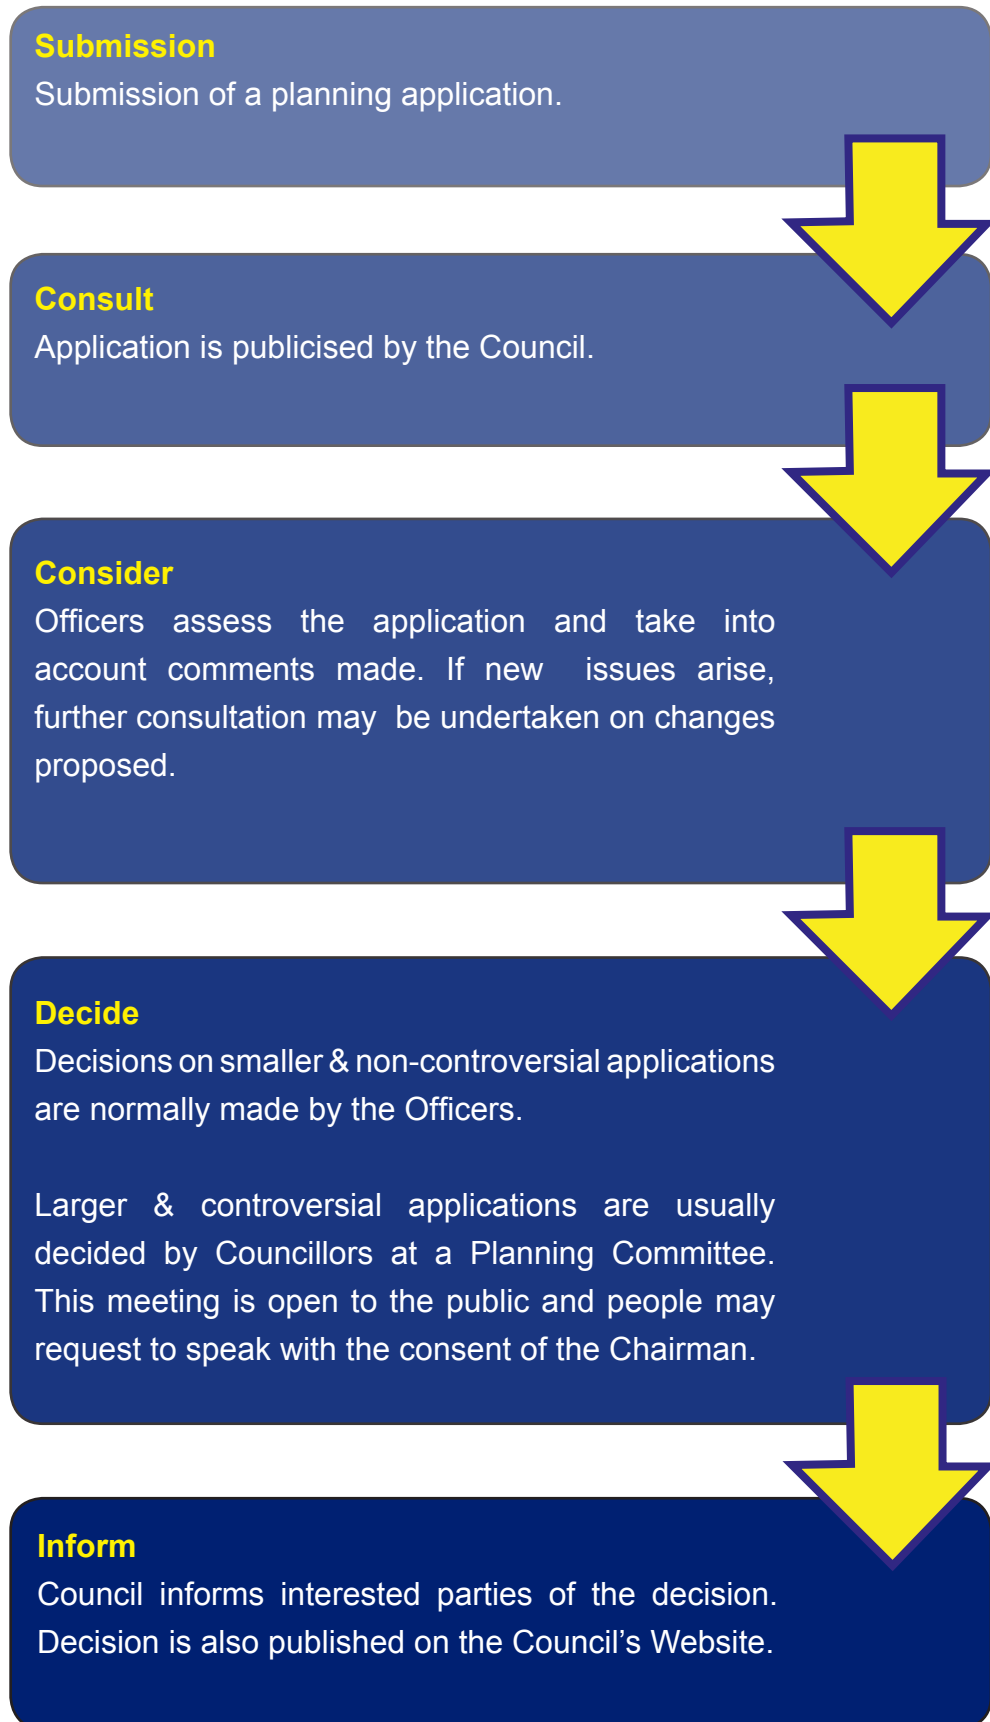 Submission
Submission of a planning application.
Consult
Application is publicised by the Council.
Consider
Officers assess the application and take into
account comments made. If new issues arise,
further consultation may be undertaken on changes
proposed.
Decide
Decisions on smaller & non-controversial applications
are normally made by the Officers.
Larger & controversial applications are usually
decided by Councillors at a Planning Committee.
This meeting is open to the public and people may
request to speak with the consent of the Chairman.
Inform
Council informs interested parties of the decision.
Decision is also published on the Council’s Website.